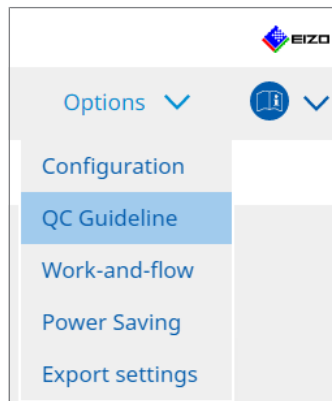 EIZO
Options
Configuration
QC Guideline
Work-and-flow
Power Saving
Export settings